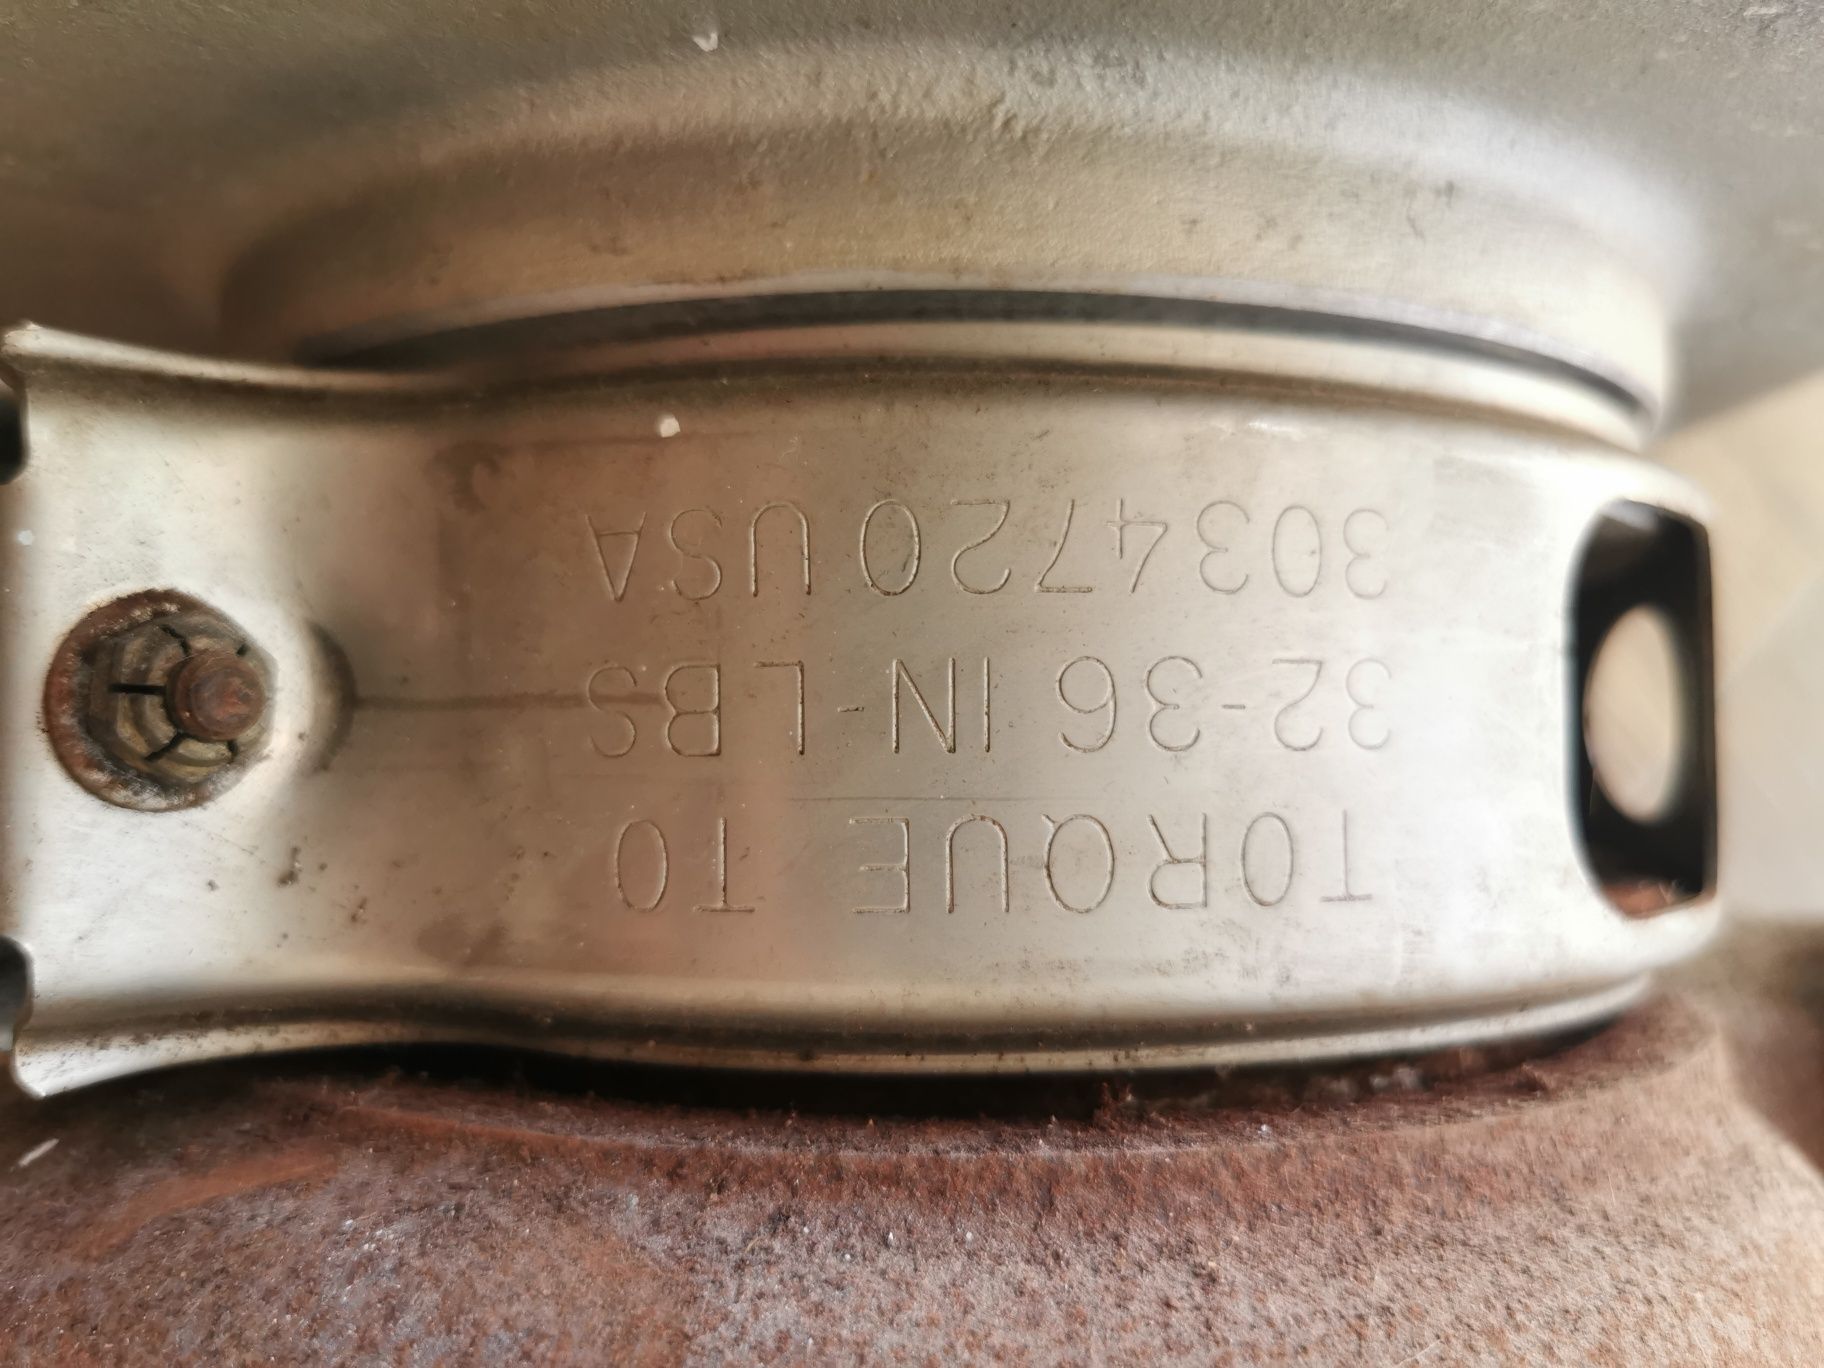 TORQUE TO
32-36 IN-LBS
3034720 USA